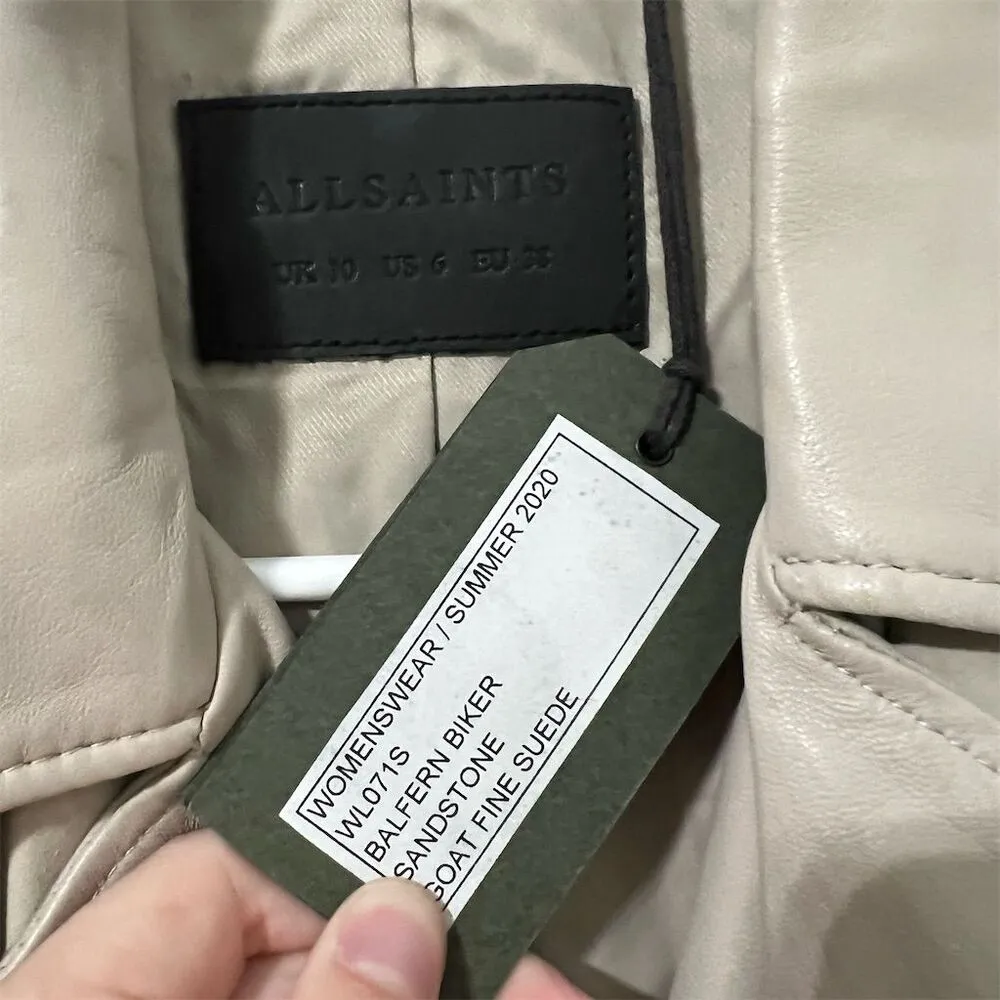 ALLSAINTS
UK 10 US 6 EU 38
WOMENSWEAR / SUMMER 2020
WL071S
BALFERN BIKER
SANDSTONE
GOAT FINE SUEDE